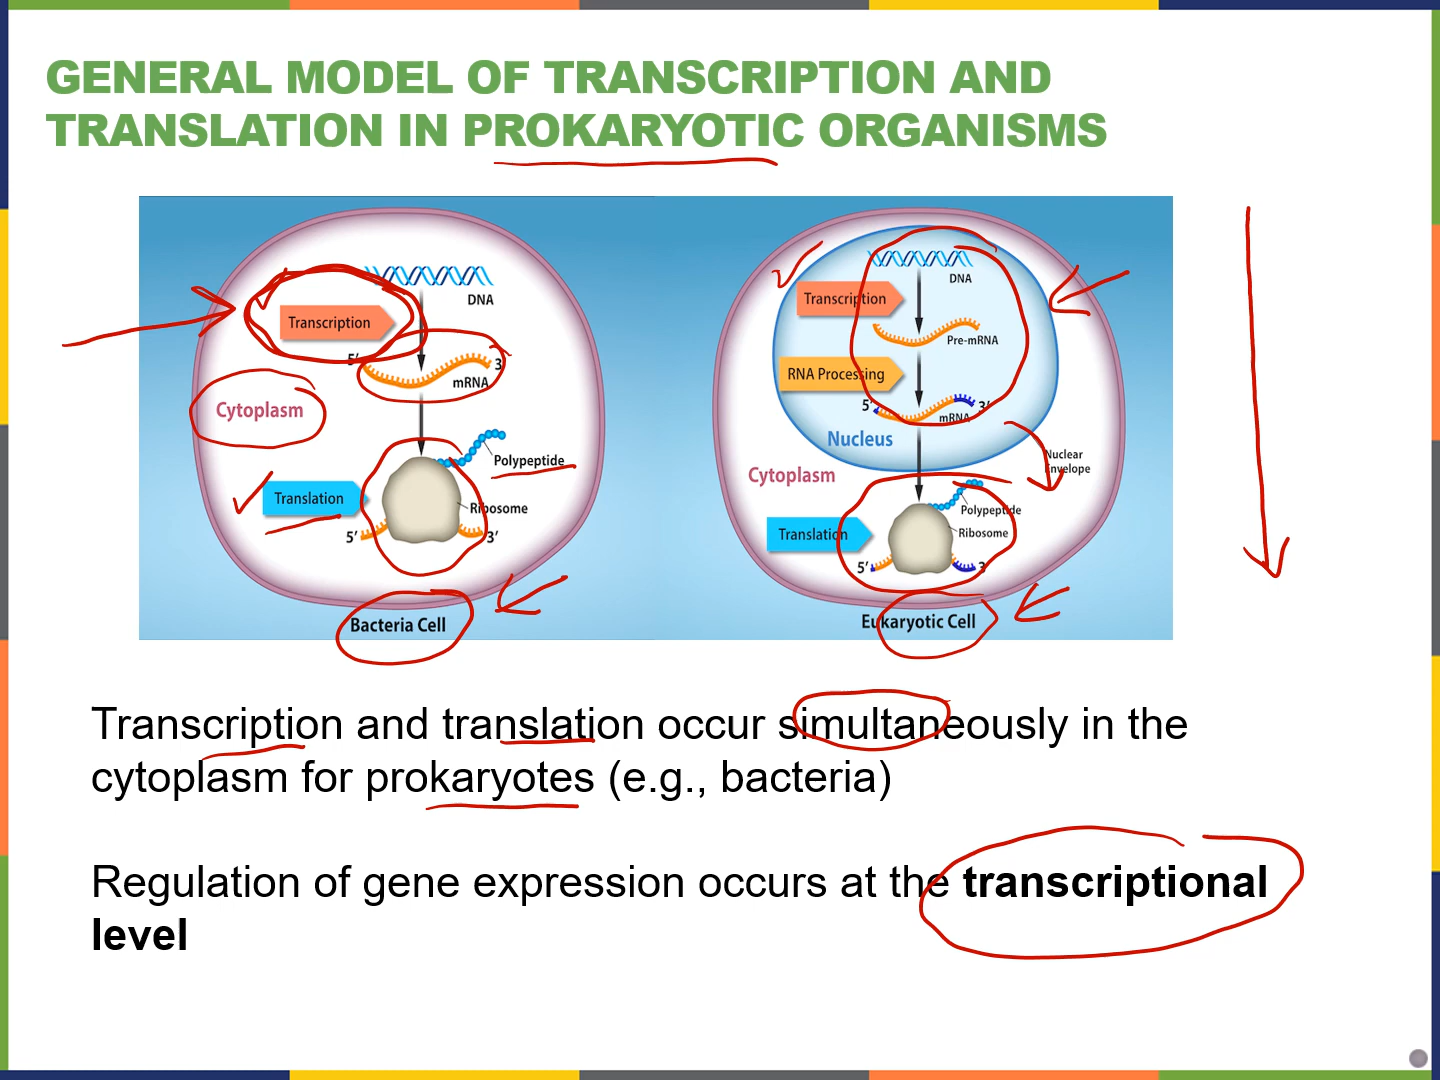 GENERAL MODEL OF TRANSCRIPTION AND
TRANSLATION IN PROKARYOTIC ORGANISMS
DNA
Transcription
5’
3’
mRNA
Cytoplasm
Polypeptide
Translation
Ribosome
5’
3’
Bacteria Cell
DNA
Transcription
Pre-mRNA
RNA Processing
5’
3’
mRNA
Nucleus
Nuclear
Envelope
Cytoplasm
Polypeptide
Ribosome
Translation
5’
3’
Eukaryotic Cell
Transcription and translation occur simultaneously in the
cytoplasm for prokaryotes (e.g., bacteria)
Regulation of gene expression occurs at the transcriptional
level